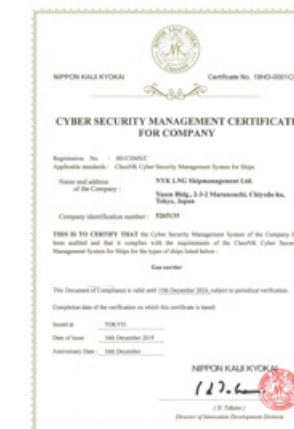 NIPPON KAIJI KYOKAI
Certificate No. 19HO-0001C
CYBER SECURITY MANAGEMENT CERTIFICATE
FOR COMPANY
Registration No. : 001/CSMS/C
Applicable standards : ClassNK Cyber Security Management System for Ships
Name and address of the Company :
NYK LNG Shipmanagement Ltd.
Yusen Bldg., 2-3-2 Marunouchi, Chiyoda-ku,
Tokyo, Japan
Company identification number : 5265135
THIS IS TO CERTIFY THAT the Cyber Security Management System of the Company
been audited and that it complies with the requirements of the ClassNK Cyber
Management System for Ships for the types of ships listed below :
Gas carrier
This Document of Compliance is valid until 15th December 2024, subject to periodical verification.
Completion date of the verification on which this certificate is based:
Issued at TOKYO
Date of issue 16th December 2019
Anniversary Date : 16th December
NIPPON KAIJI KYOKAI
Director of Innovation Development Division